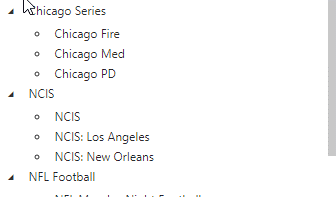 Chicago Series
Chicago Fire
Chicago Med
Chicago PD
NCIS
NCIS
NCIS: Los Angeles
NCIS: New Orleans
NFL Football